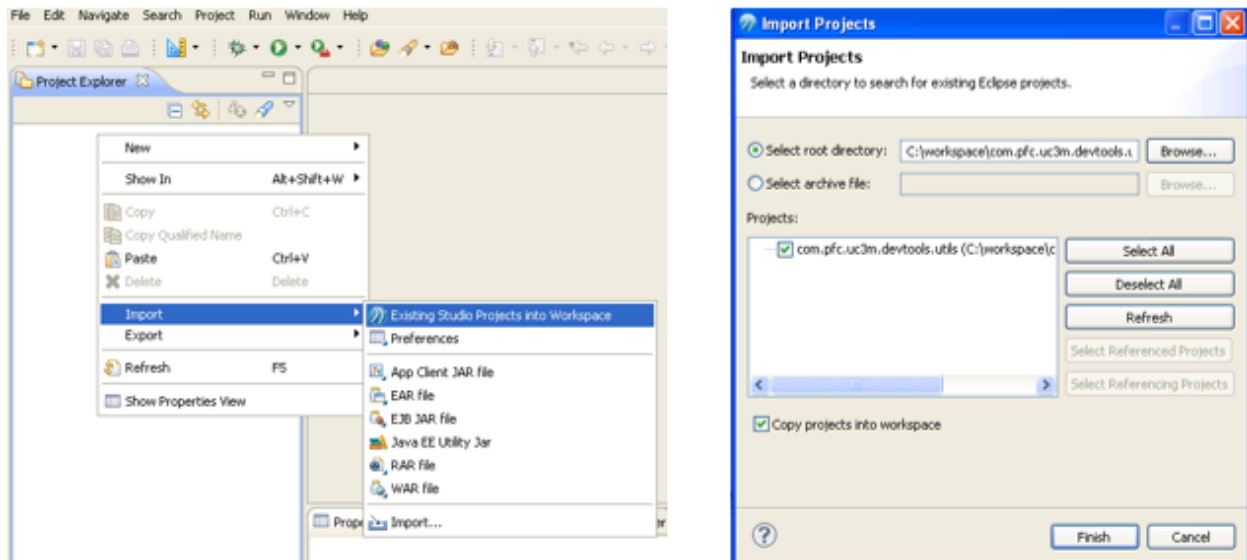 File Edit Navigate Search Project Run Window Help
Project Explorer
New
Show In Alt+Shift+W
Copy Ctrl+C
Copy Qualified Name
Paste Ctrl+V
Delete Delete
Import
Export
Refresh F5
Show Properties View
Existing Studio Projects into Workspace
Preferences
App Client JAR file
EAR file
EJB JAR file
Java EE Utility Jar
RAR file
WAR file
Import...
Prope
Import Projects
Import Projects
Select a directory to search for existing Eclipse projects.
Select root directory: C:\workspace\com.pfc.uc3m.devtools.u Browse...
Select archive file: Browse...
Projects:
com.pfc.uc3m.devtools.utils (C:\workspace\c
Select All
Deselect All
Refresh
Select Referenced Projects
Select Referencing Projects
Copy projects into workspace
Finish Cancel